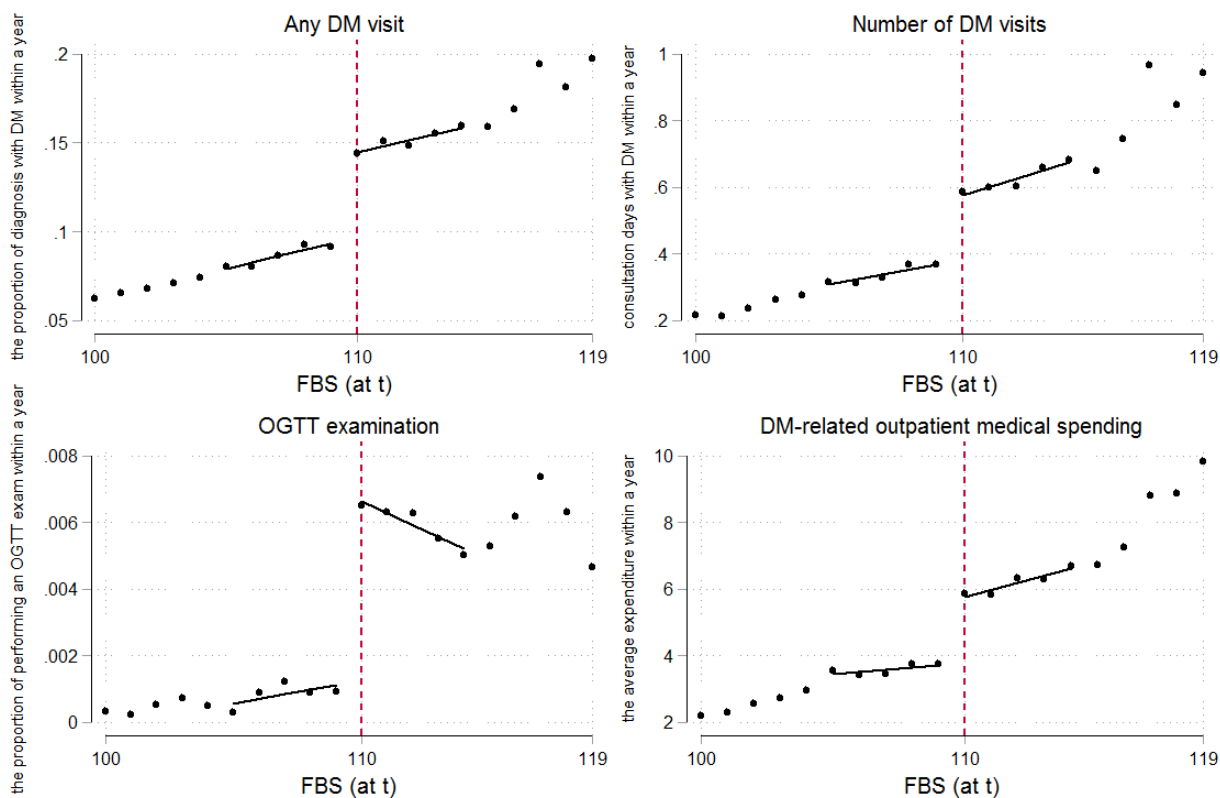 Any DM visit
the proportion of diagnosis with DM within a year
.2
.15
.1
.05
100
110
119
FBS (at t)
Number of DM visits
consultation days with DM within a year
1
.8
.6
.4
.2
100
110
119
FBS (at t)
OGTT examination
the proportion of performing an OGTT exam within a year
.008
.006
.004
.002
0
100
110
119
FBS (at t)
DM-related outpatient medical spending
the average expenditure within a year
10
8
6
4
2
100
110
119
FBS (at t)